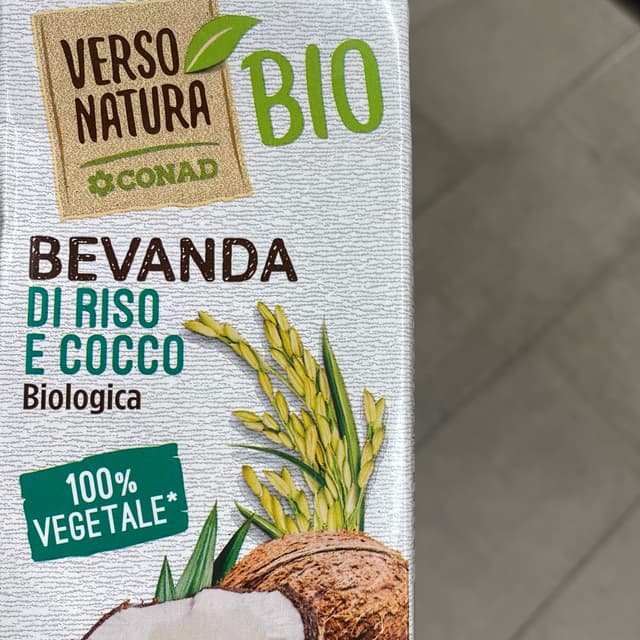 VERSO
NATURA
CONAD
BIO
BEVANDA
DI RISO
E COCCO
Biologica
100%
VEGETALE*